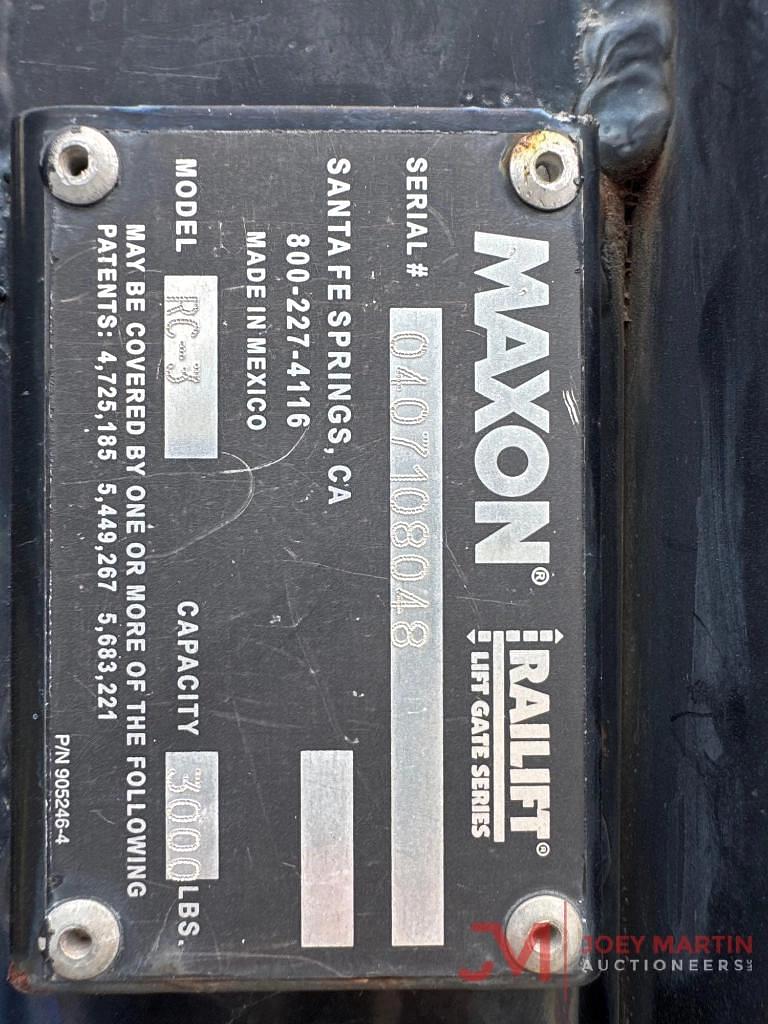 MAXON®
RAILIFT®
LIFT GATE SERIES
SERIAL # 0407108048
SANTA FE SPRINGS, CA
800-227-4116
MADE IN MEXICO
MODEL RC-3 CAPACITY 3000 LBS.
MAY BE COVERED BY ONE OR MORE OF THE FOLLOWING
PATENTS: 4,725,185 5,449,267 5,683,221
P/N 905246-4
JM JOEY MARTIN
AUCTIONEERS LLC